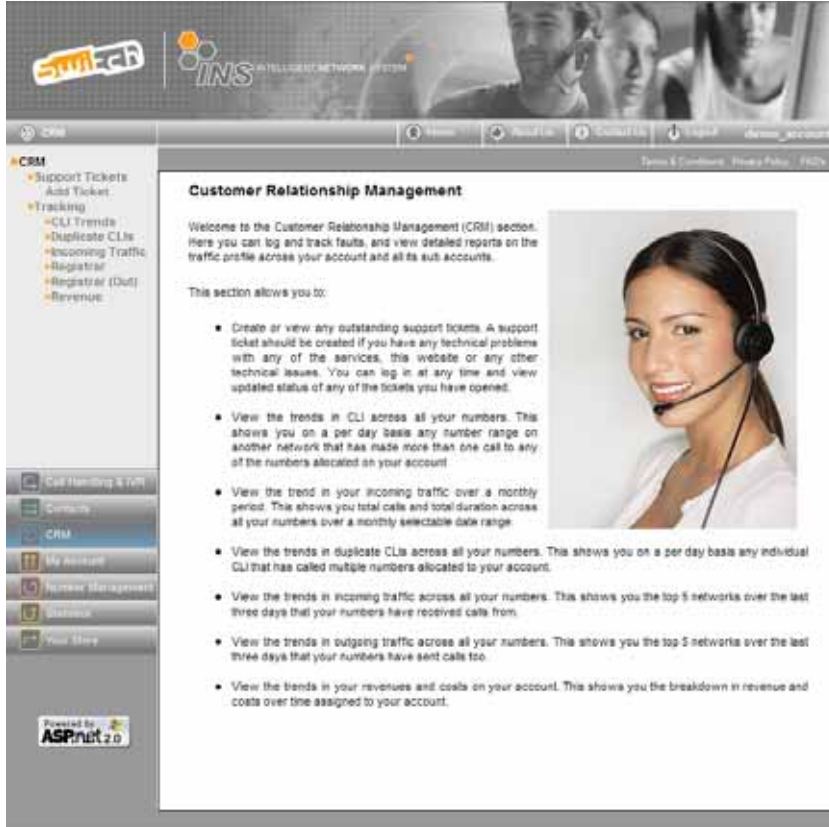 switch
INS INTELLIGENT NETWORK SYSTEM
CRM
Home
About Us
Contact Us
Logout
demo_account
Terms & Conditions Privacy Policy FAQ's
CRM
Support Tickets
Add Ticket
Tracking
CLI Trends
Duplicate CLIs
Incoming Traffic
Registrar
Registrar (Out)
Revenue
Call Handling & IVR
Contacts
CRM
My Account
Number Management
Statistics
Your Store
Powered by
ASP.net 2.0
Customer Relationship Management
Welcome to the Customer Relationship Management (CRM) section.
Here you can log and track faults, and view detailed reports on the
traffic profile across your account and all its sub accounts.
This section allows you to:
Create or view any outstanding support tickets. A support
ticket should be created if you have any technical problems
with any of the services, this website or any other
technical issues. You can log in at any time and view
updated status of any of the tickets you have opened.
View the trends in CLI across all your numbers. This
shows you on a per day basis any number range on
another network that has made more than one call to any
of the numbers allocated on your account
View the trend in your incoming traffic over a monthly
period. This shows you total calls and total duration across
all your numbers over a monthly selectable date range.
View the trends in duplicate CLIs across all your numbers. This shows you on a per day basis any individual
CLI that has called multiple numbers allocated to your account.
View the trends in incoming traffic across all your numbers. This shows you the top 5 networks over the last
three days that your numbers have received calls from.
View the trends in outgoing traffic across all your numbers. This shows you the top 5 networks over the last
three days that your numbers have sent calls too.
View the trends in your revenues and costs on your account. This shows you the breakdown in revenue and
costs over time assigned to your account.